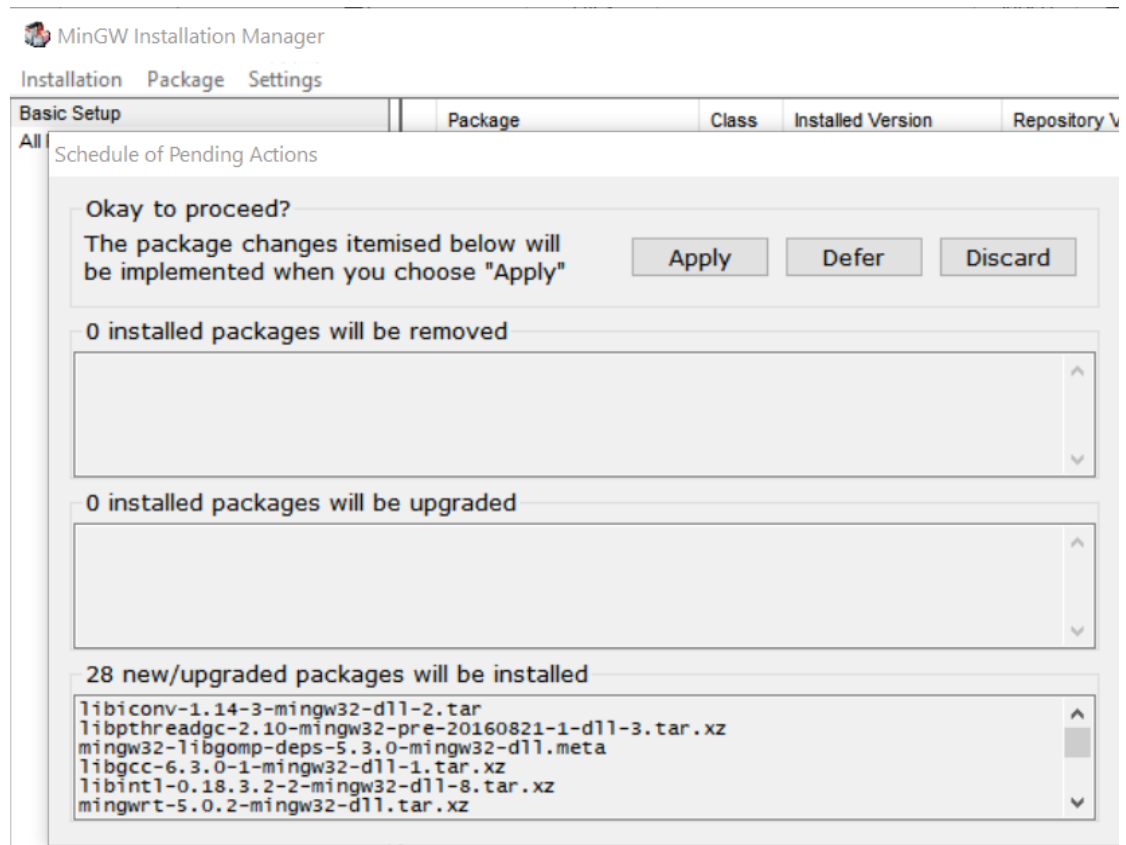 MinGW Installation Manager
Installation Package Settings
Basic Setup
Package Class Installed Version Repository V
All
Schedule of Pending Actions
Okay to proceed?
The package changes itemised below will
be implemented when you choose "Apply"
Apply Defer Discard
0 installed packages will be removed
0 installed packages will be upgraded
28 new/upgraded packages will be installed
libiconv-1.14-3-mingw32-dll-2.tar
libpthreadgc-2.10-mingw32-pre-20160821-1-dll-3.tar.xz
mingw32-libgomp-deps-5.3.0-mingw32-dll.meta
libgcc-6.3.0-1-mingw32-dll-1.tar.xz
libintl-0.18.3.2-2-mingw32-dll-8.tar.xz
mingwrt-5.0.2-mingw32-dll.tar.xz